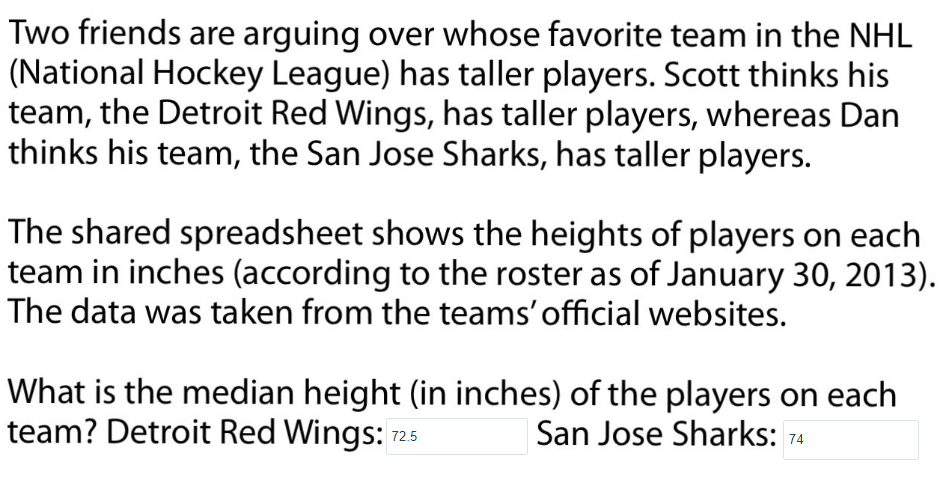 Two friends are arguing over whose favorite team in the NHL
(National Hockey League) has taller players. Scott thinks his
team, the Detroit Red Wings, has taller players, whereas Dan
thinks his team, the San Jose Sharks, has taller players.
The shared spreadsheet shows the heights of players on each
team in inches (according to the roster as of January 30, 2013).
The data was taken from the teams’ official websites.
What is the median height (in inches) of the players on each
team? Detroit Red Wings: 72.5 San Jose Sharks: 74